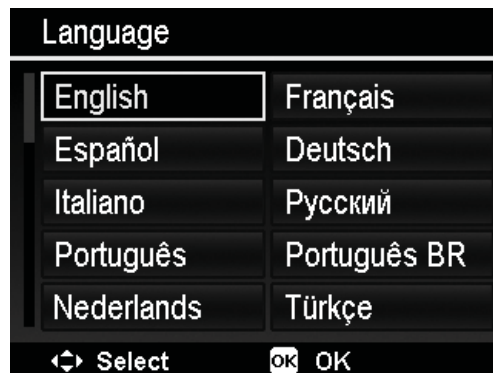 Language
English Français
Español Deutsch
Italiano Русский
Português Português BR
Nederlands Türkçe
Select OK OK